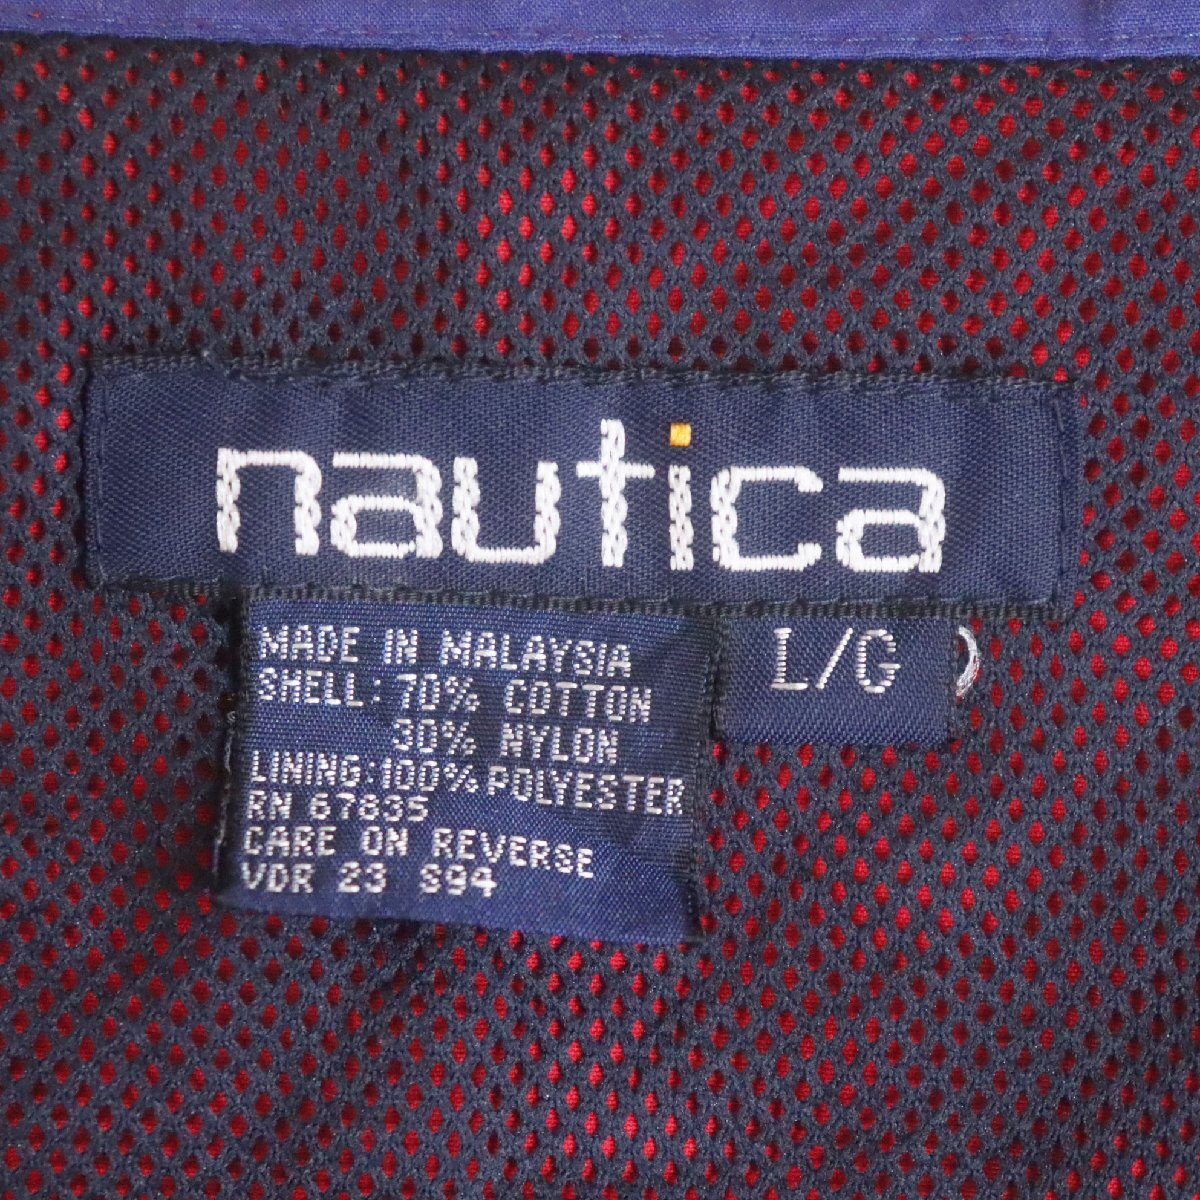 nautica
L/G
MADE IN MALAYSIA
SHELL: 70% COTTON
30% NYLON
LINING: 100% POLYESTER
RN 67835
CARE ON REVERSE
VDR 23 S94